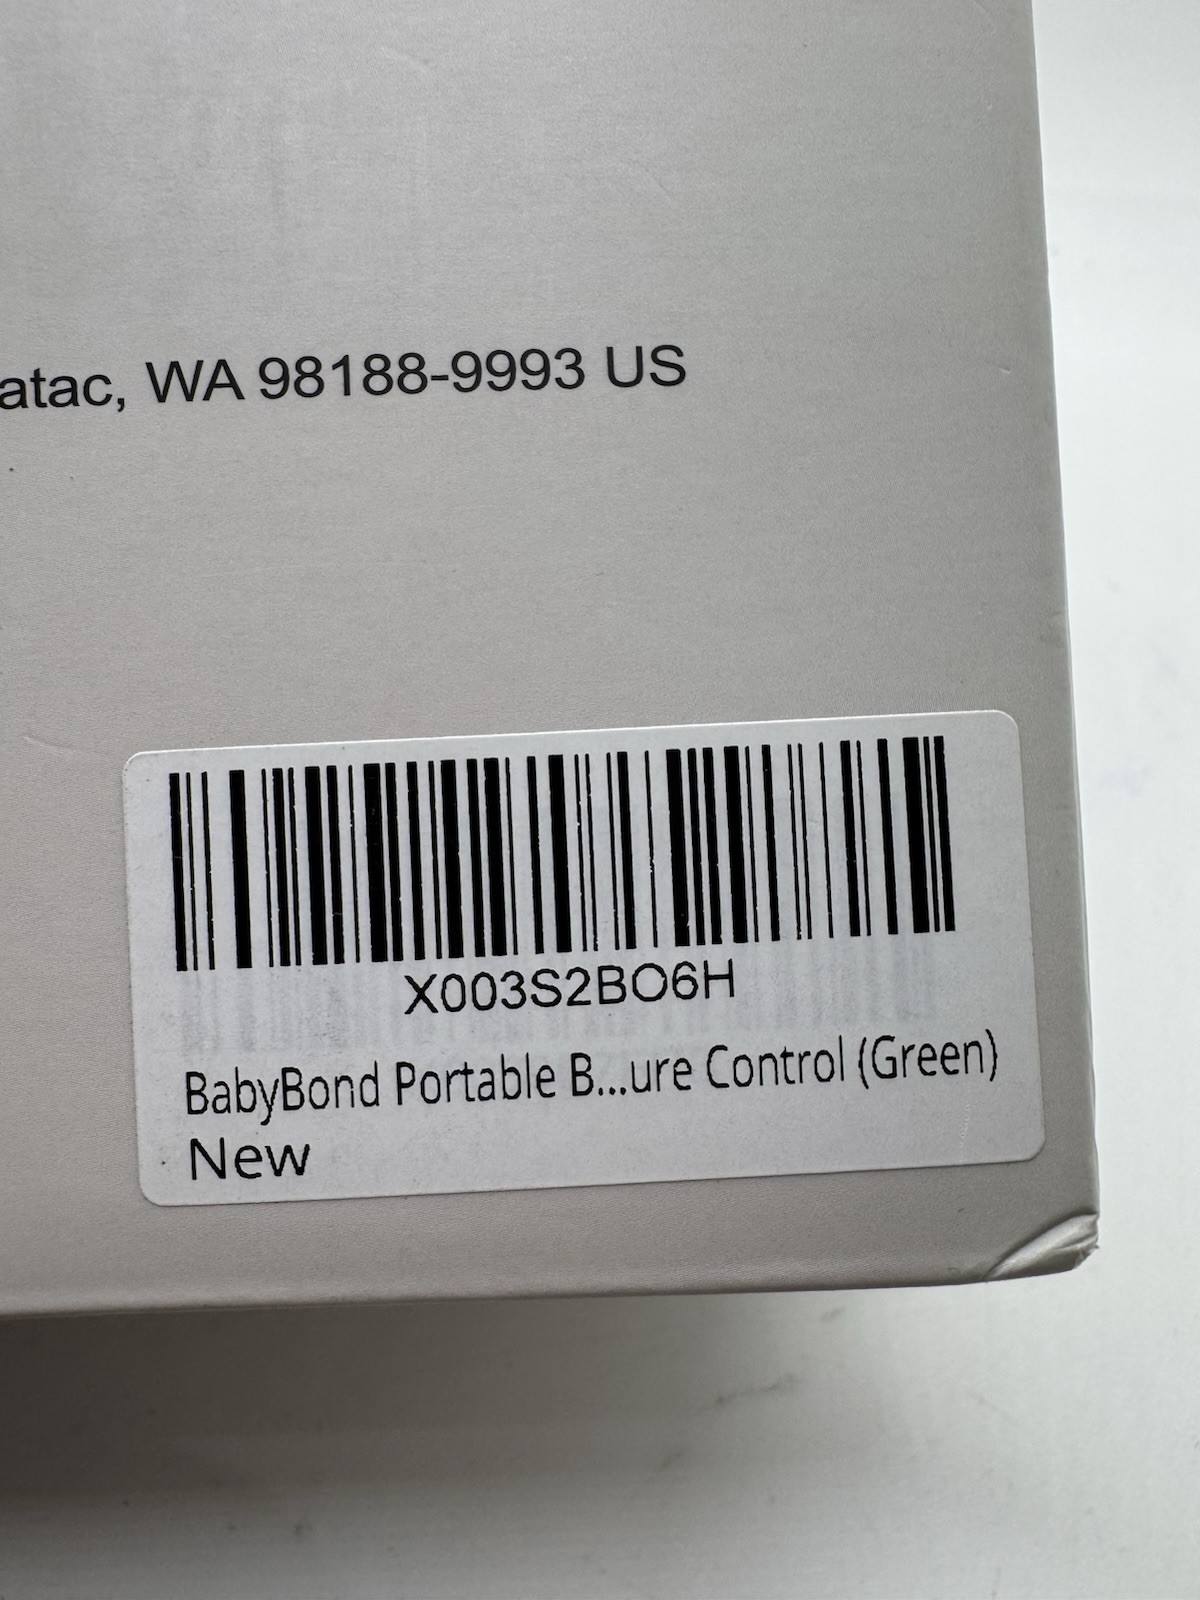 atac, WA 98188-9993 US
X003S2BO6H
BabyBond Portable B...ure Control (Green)
New